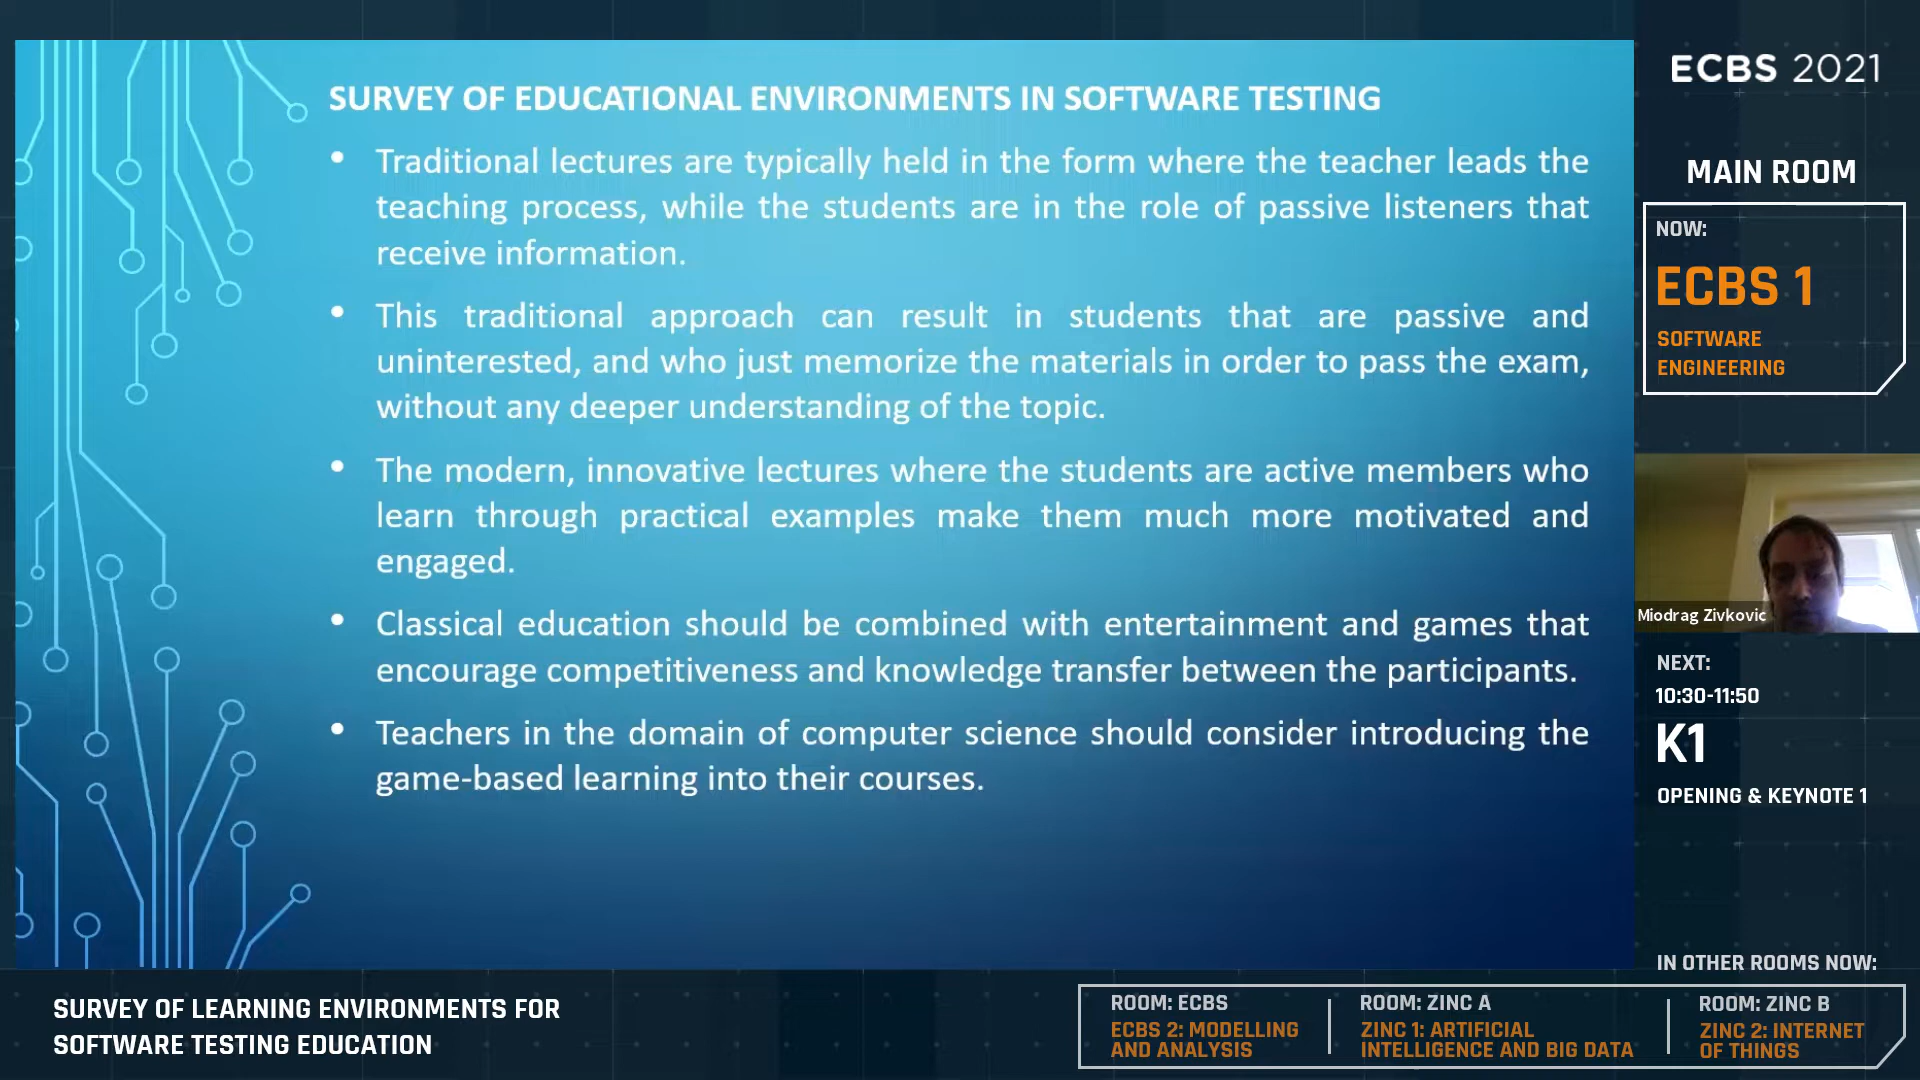 SURVEY OF EDUCATIONAL ENVIRONMENTS IN SOFTWARE TESTING
• Traditional lectures are typically held in the form where the teacher leads the
teaching process, while the students are in the role of passive listeners that
receive information.
• This traditional approach can result in students that are passive and
uninterested, and who just memorize the materials in order to pass the exam,
without any deeper understanding of the topic.
• The modern, innovative lectures where the students are active members who
learn through practical examples make them much more motivated and
engaged.
• Classical education should be combined with entertainment and games that
encourage competitiveness and knowledge transfer between the participants.
• Teachers in the domain of computer science should consider introducing the
game-based learning into their courses.
ECBS 2021
MAIN ROOM
NOW:
ECBS 1
SOFTWARE
ENGINEERING
Miodrag Zivkovic
NEXT:
10:30-11:50
K1
OPENING & KEYNOTE 1
IN OTHER ROOMS NOW:
SURVEY OF LEARNING ENVIRONMENTS FOR
SOFTWARE TESTING EDUCATION
ROOM: ECBS
ECBS 2: MODELLING
AND ANALYSIS
ROOM: ZINC A
ZINC 1: ARTIFICIAL
INTELLIGENCE AND BIG DATA
ROOM: ZINC B
ZINC 2: INTERNET
OF THINGS